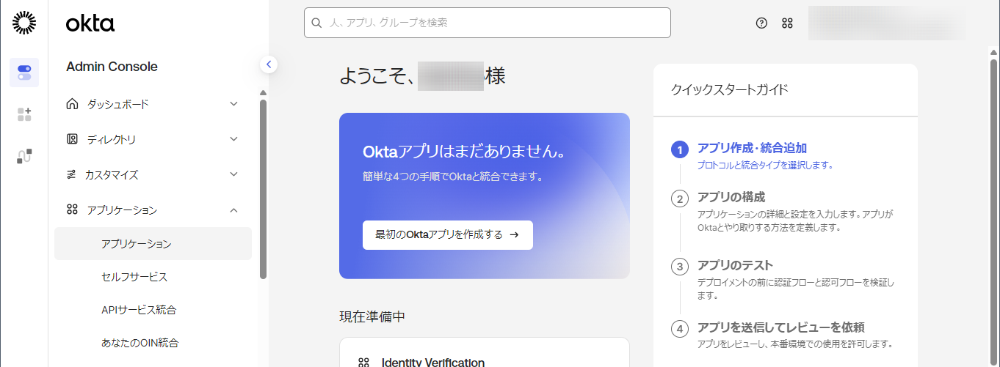 okta
Admin Console
ダッシュボード
ディレクトリ
カスタマイズ
アプリケーション
アプリケーション
セルフサービス
APIサービス統合
あなたのOIN統合
人、アプリ、グループを検索
ようこそ、
様
Oktaアプリはまだありません。
簡単な4つの手順でOktaと統合できます。
最初のOktaアプリを作成する →
現在準備中
Identity Verification
クイックスタートガイド
1 アプリ作成・統合追加
プロトコルと統合タイプを選択します。
2 アプリの構成
アプリケーションの詳細と設定を入力します。アプリが
Oktaとやり取りする方法を定義します。
3 アプリのテスト
デプロイメントの前に認証フローと認可フローを検証し
ます。
4 アプリを送信してレビューを依頼
アプリをレビューし、本番環境での使用を許可します。